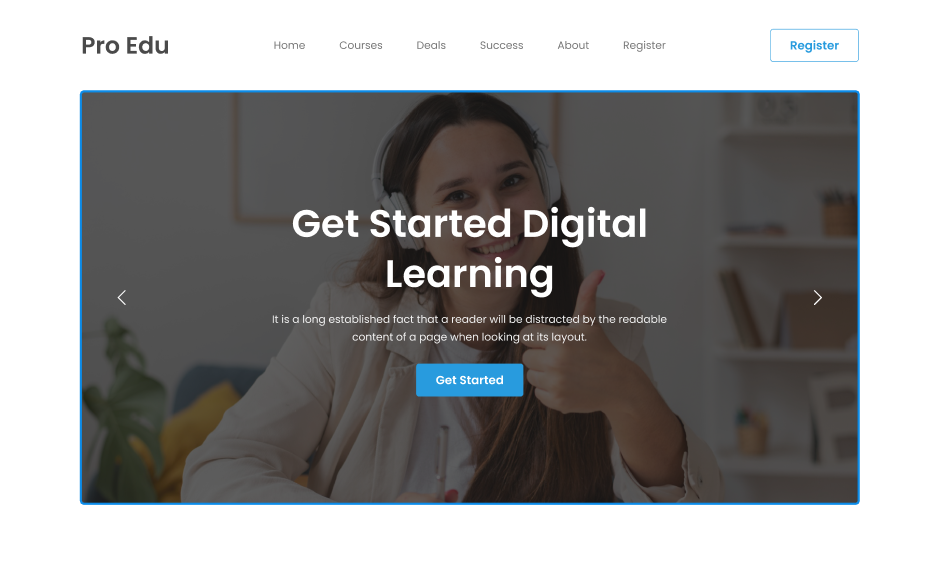 Pro Edu
Home Courses Deals Success About Register
Register
Get Started Digital
Learning
It is a long established fact that a reader will be distracted by the readable
content of a page when looking at its layout.
Get Started